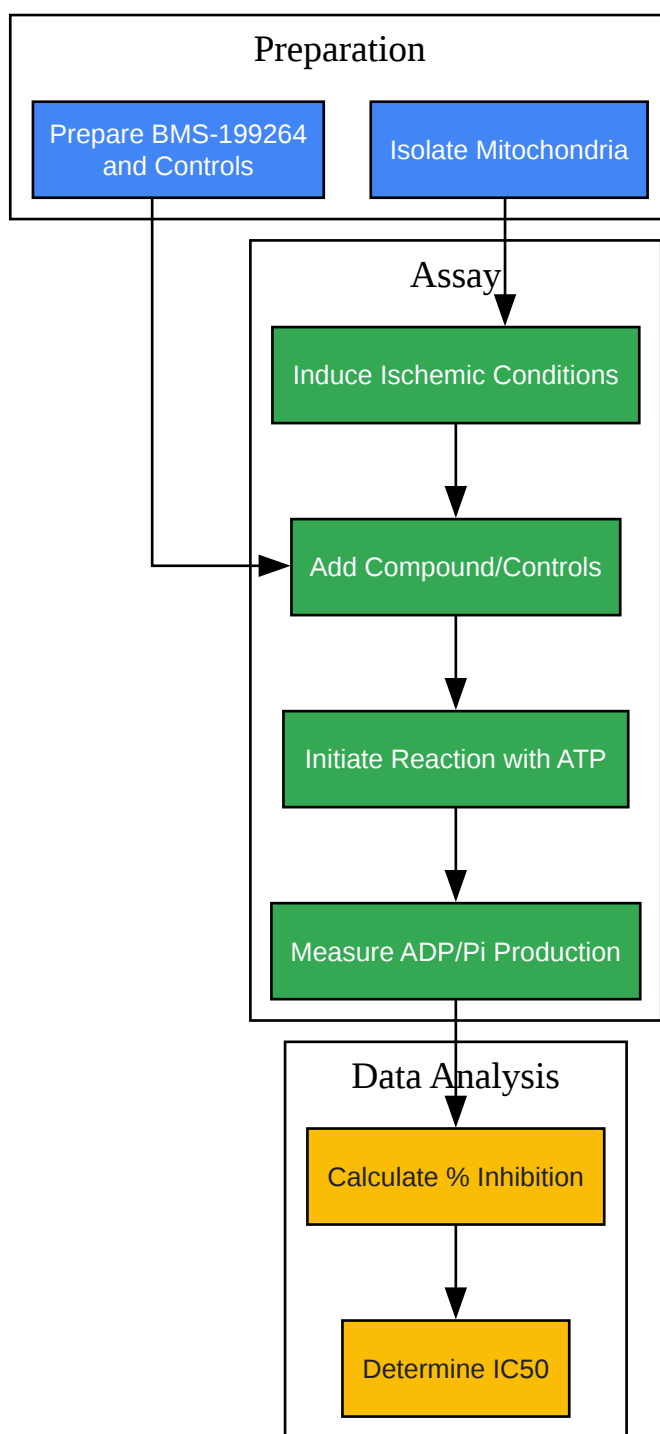 Preparation
Prepare BMS-199264
and Controls
Isolate Mitochondria
Assay
Induce Ischemic Conditions
Add Compound/Controls
Initiate Reaction with ATP
Measure ADP/Pi Production
Data Analysis
Calculate % Inhibition
Determine IC50